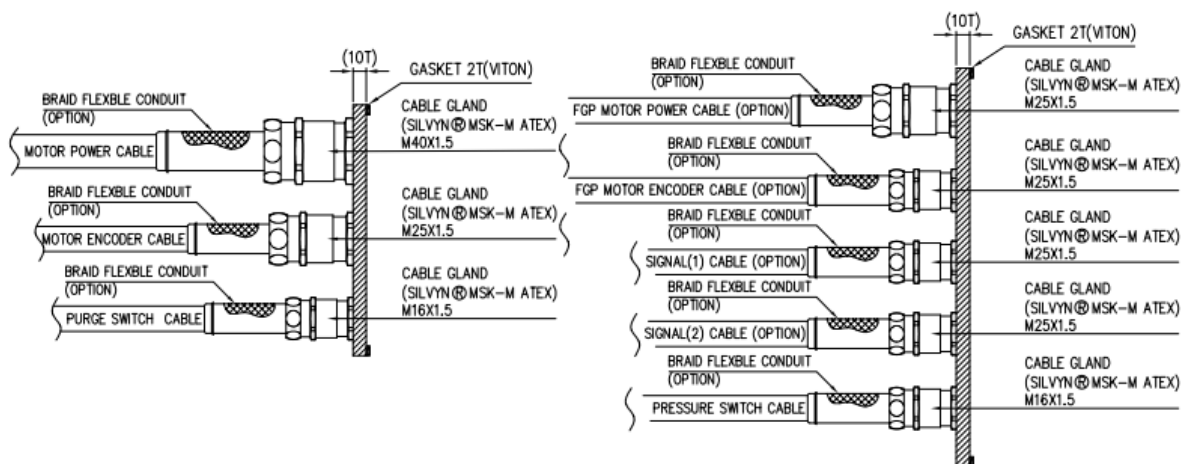 (10T)
GASKET 2T(VITON)
BRAID FLEXBLE CONDUIT
(OPTION)
MOTOR POWER CABLE
CABLE GLAND
(SILVYN®MSK-M ATEX)
M40X1.5
BRAID FLEXBLE CONDUIT
(OPTION)
MOTOR ENCODER CABLE
CABLE GLAND
(SILVYN®MSK-M ATEX)
M25X1.5
BRAID FLEXBLE CONDUIT
(OPTION)
PURGE SWITCH CABLE
CABLE GLAND
(SILVYN®MSK-M ATEX)
M16X1.5
(10T)
GASKET 2T(VITON)
BRAID FLEXBLE CONDUIT
(OPTION)
FGP MOTOR POWER CABLE (OPTION)
CABLE GLAND
(SILVYN®MSK-M ATEX)
M25X1.5
BRAID FLEXBLE CONDUIT
(OPTION)
FGP MOTOR ENCODER CABLE (OPTION)
CABLE GLAND
(SILVYN®MSK-M ATEX)
M25X1.5
BRAID FLEXBLE CONDUIT
(OPTION)
SIGNAL(1) CABLE (OPTION)
CABLE GLAND
(SILVYN®MSK-M ATEX)
M25X1.5
BRAID FLEXBLE CONDUIT
(OPTION)
SIGNAL(2) CABLE (OPTION)
CABLE GLAND
(SILVYN®MSK-M ATEX)
M25X1.5
BRAID FLEXBLE CONDUIT
(OPTION)
PRESSURE SWITCH CABLE
CABLE GLAND
(SILVYN®MSK-M ATEX)
M16X1.5